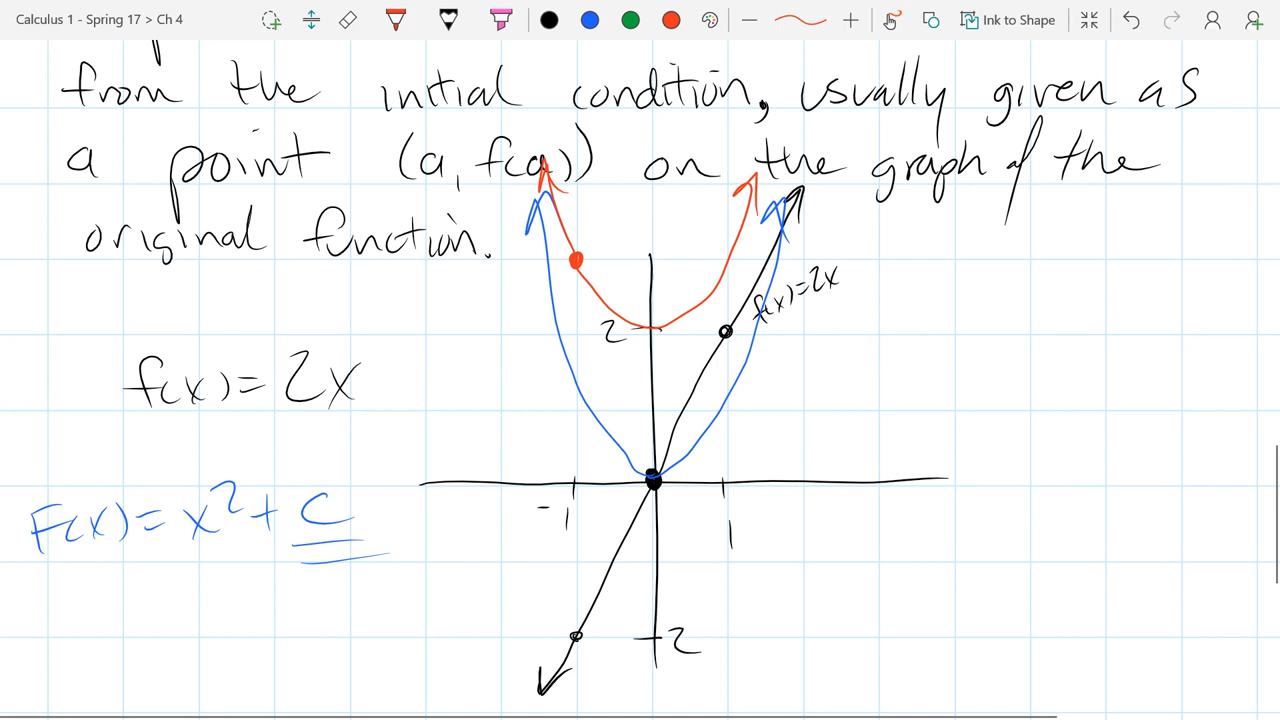 Calculus 1 - Spring 17 > Ch 4
Ink to Shape
from the initial condition, usually given as
a point (a, f(a)) on the graph of the
original function.
f(x)=2x
2
f(x) = 2x
-1
1
F(x) = x² + C
2